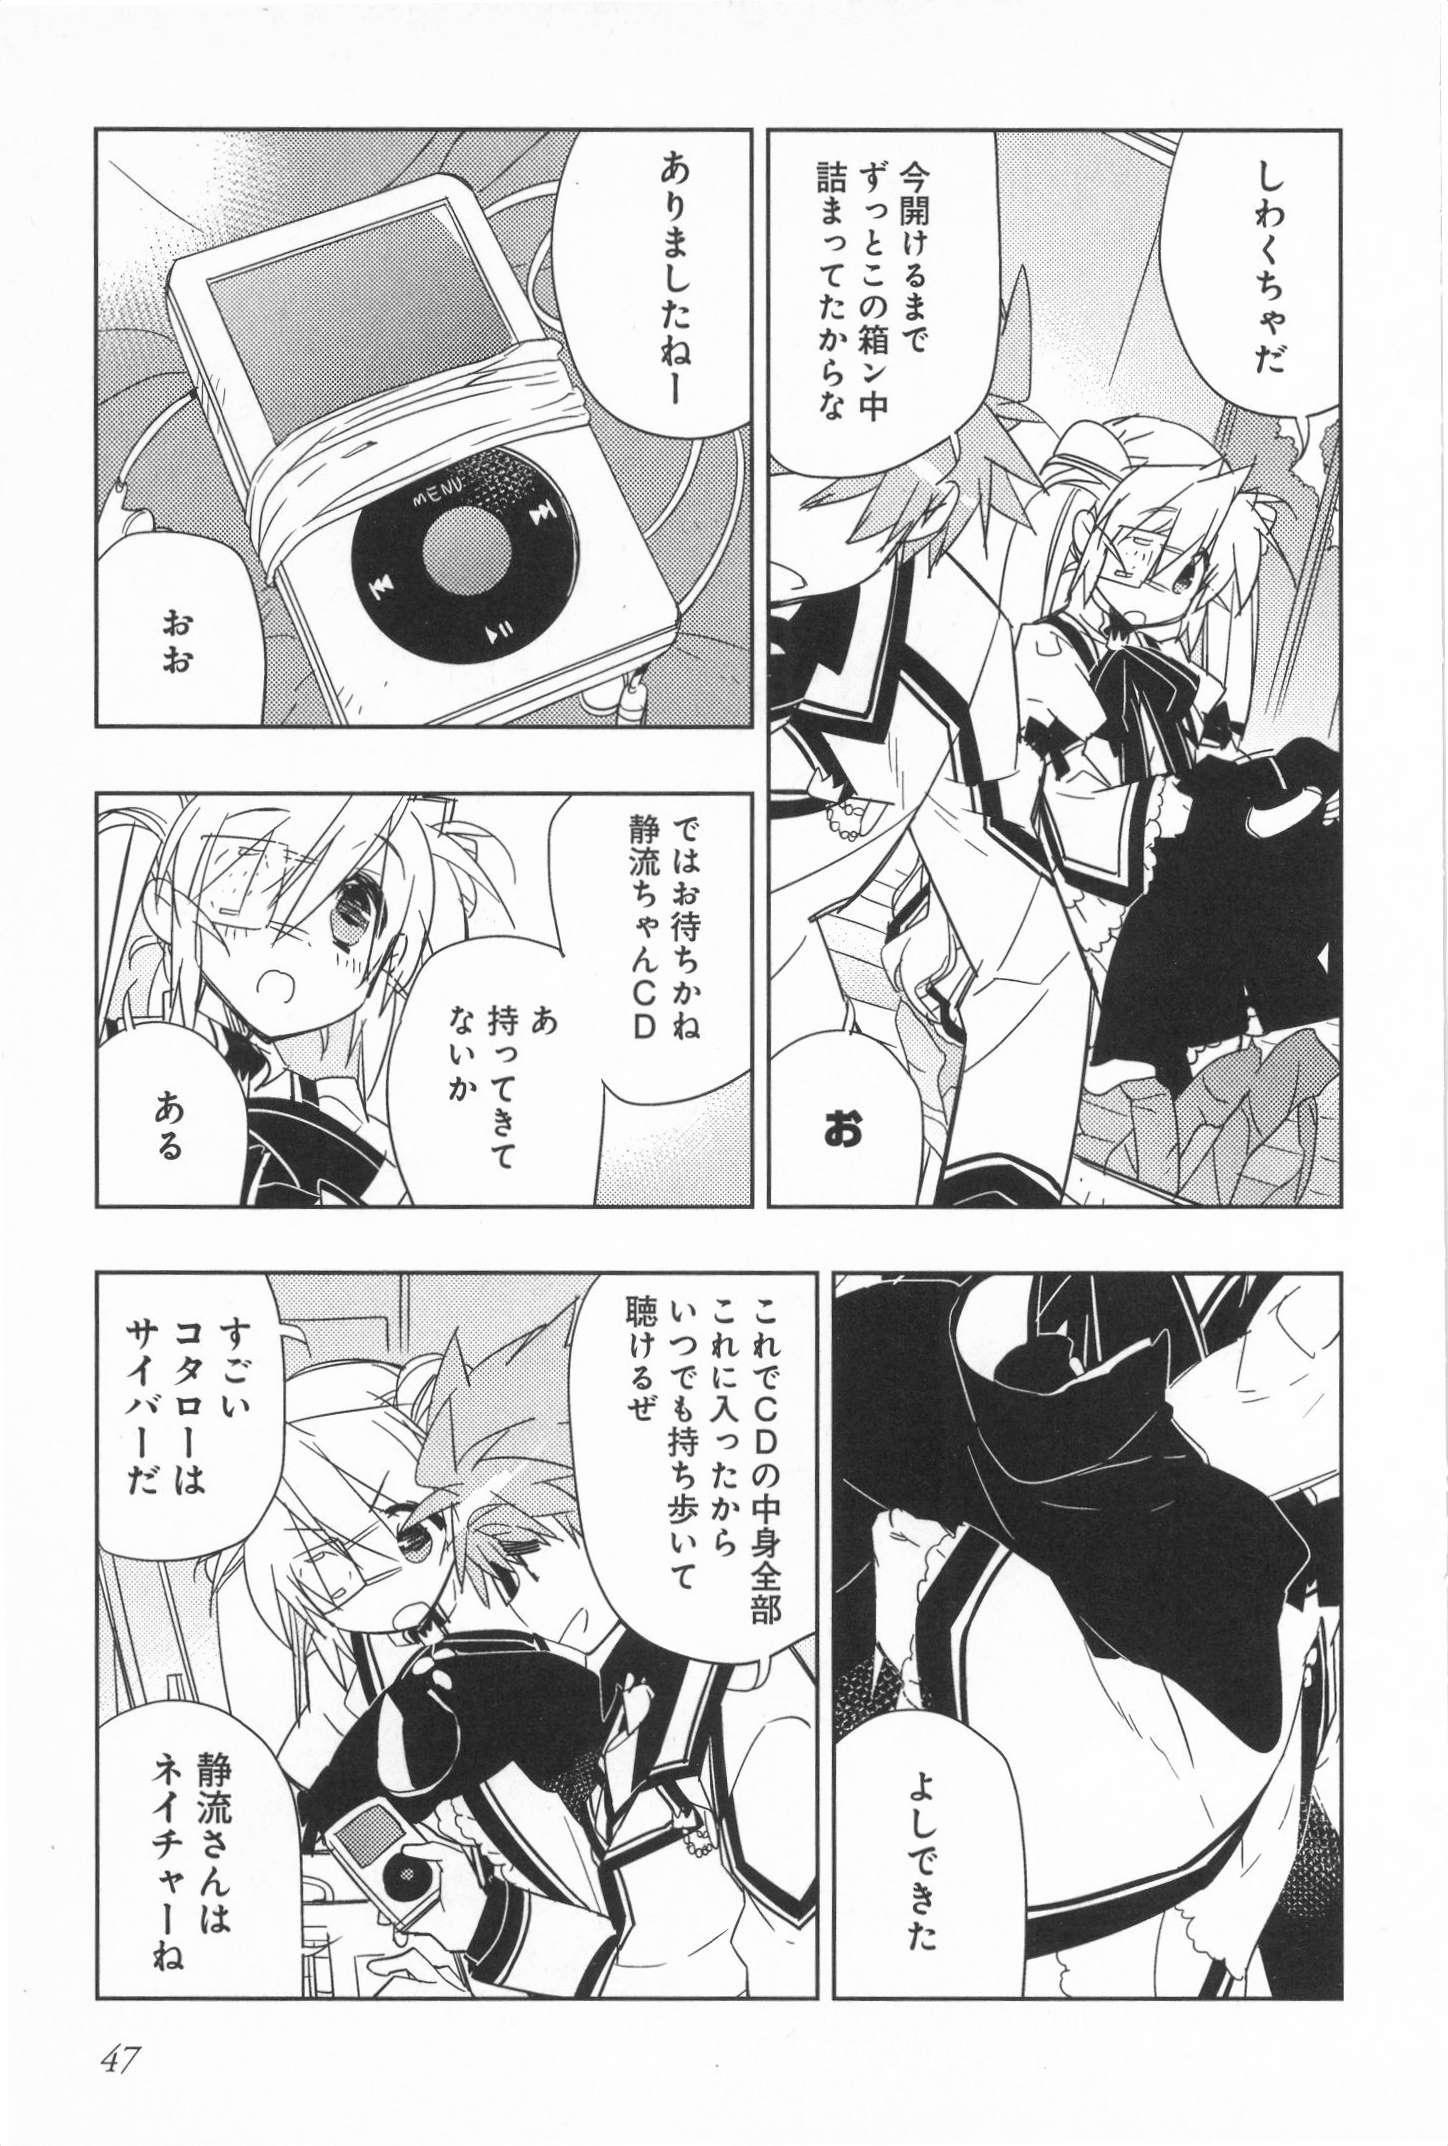 しわくちゃだ
今開けるまで
ずっとこの箱ン中
詰まってたからな
お
ありましたねー
MENU
おお
ではお待ちかね
静流ちゃんCD
あ
持ってきて
ないか
ある
よしできた
これでCDの中身全部
これに入ったから
いつでも持ち歩いて
聴けるぜ
すごい
コタローは
サイバーだ
静流さんは
ネイチャーね
47